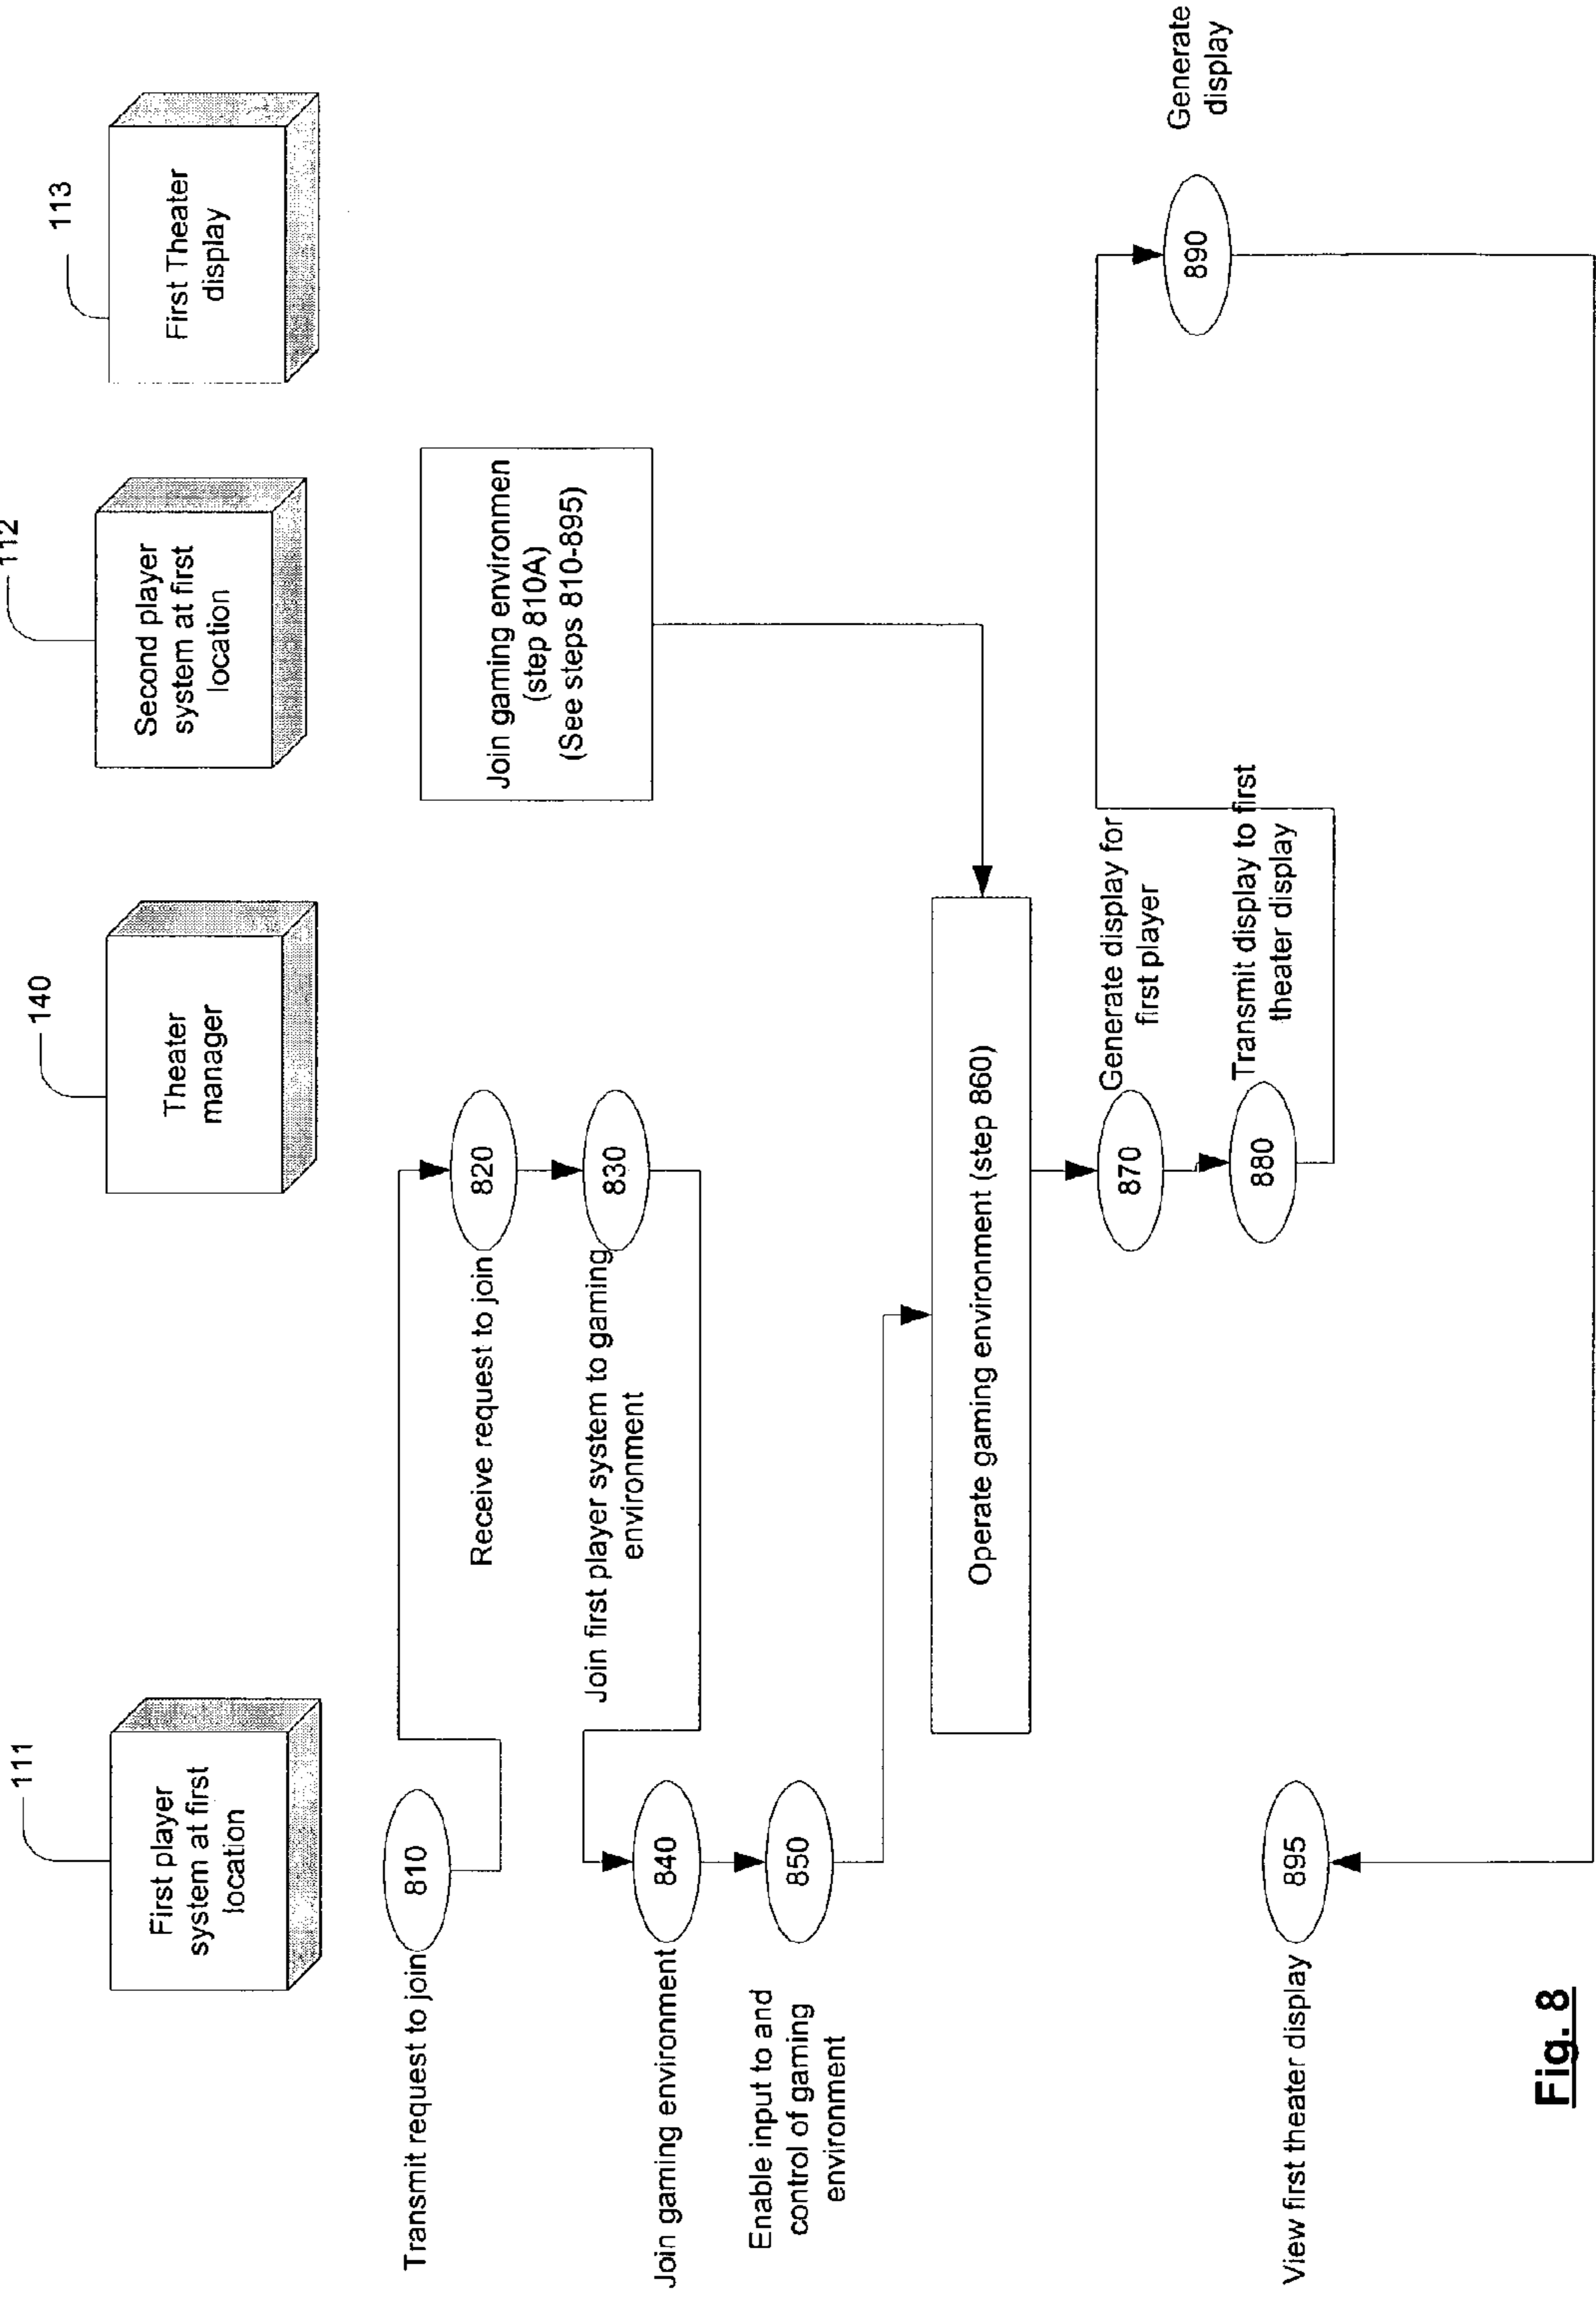 111
First player
system at first
location
140
Theater
manager
112
Second player
system at first
location
113
First Theater
display
Transmit request to join
810
Receive request to join
820
Join first player system to gaming
environment
830
Join gaming environment
840
Enable input to and
control of gaming
environment
850
Join gaming environmen
(step 810A)
(See steps 810-895)
Operate gaming environment (step 860)
870
Generate display for
first player
880
Transmit display to first
theater display
890
Generate
display
View first theater display
895
Fig. 8